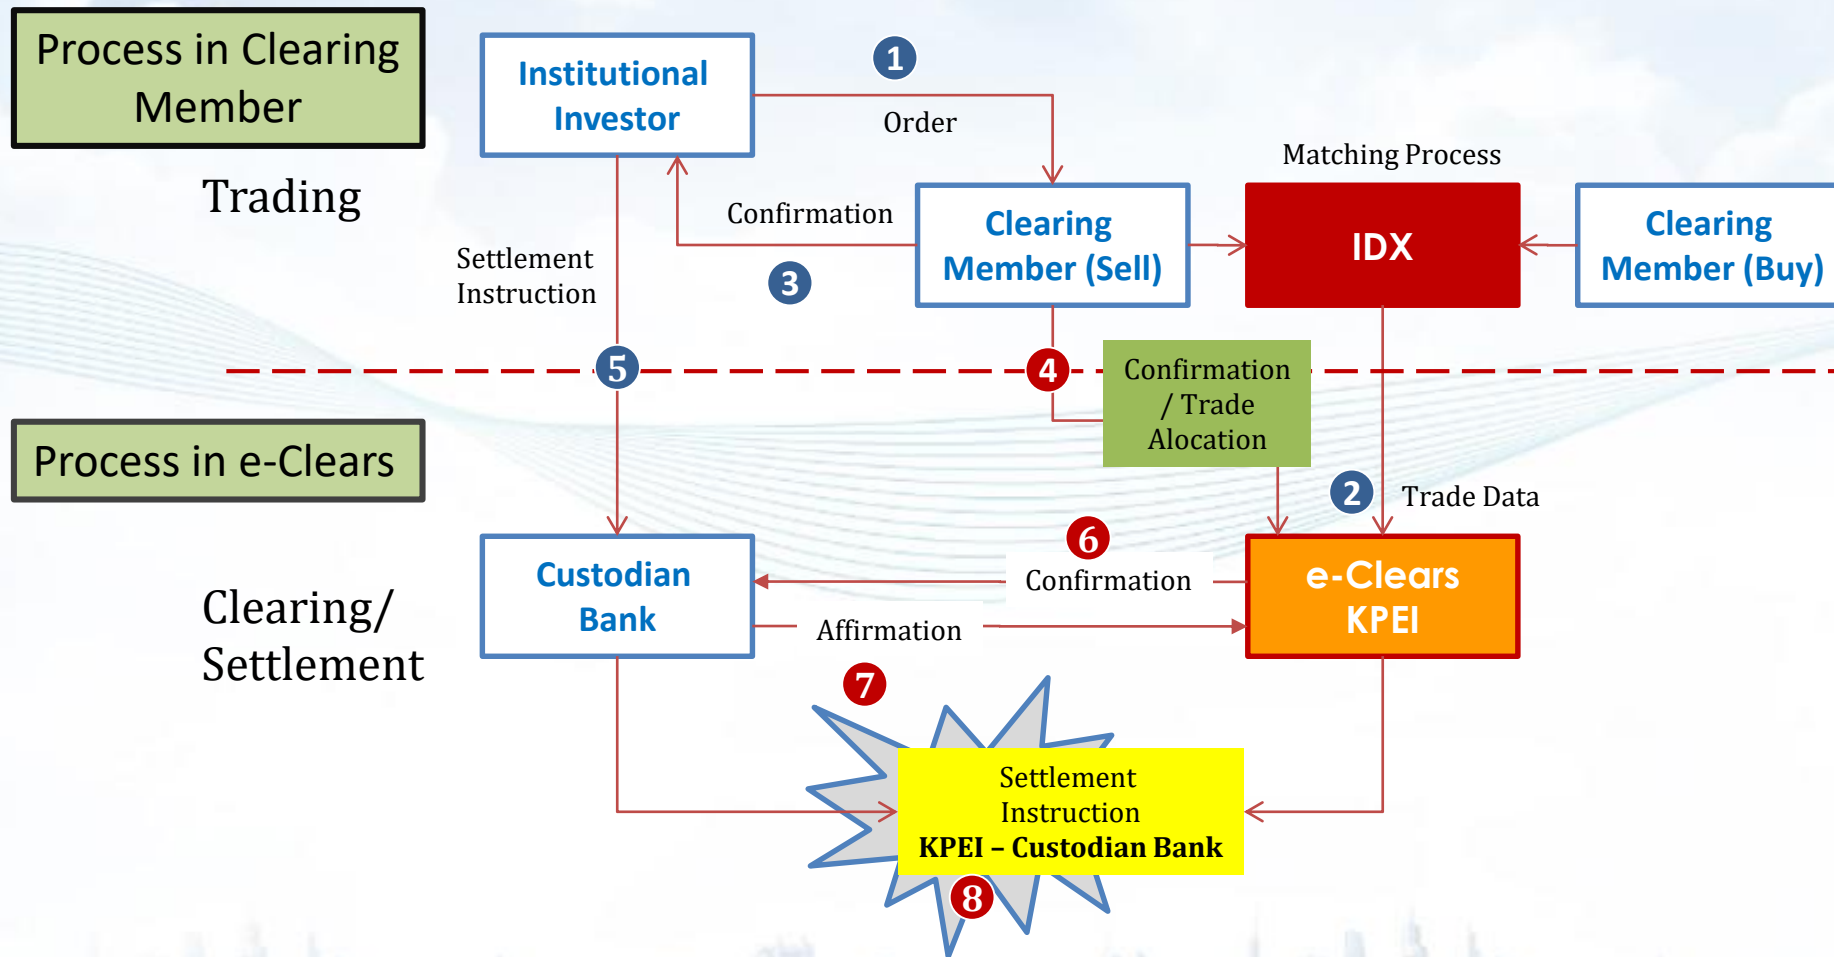 Process in Clearing
Member
Trading
Institutional
Investor
1
Order
Matching Process
Confirmation
3
Clearing
Member (Sell)
IDX
Clearing
Member (Buy)
Settlement
Instruction
5
4
Confirmation
/ Trade
Alocation
2
Trade Data
Process in e-Clears
Clearing/
Settlement
Custodian
Bank
6
Confirmation
Affirmation
7
e-Clears
KPEI
Settlement
Instruction
KPEI – Custodian Bank
8